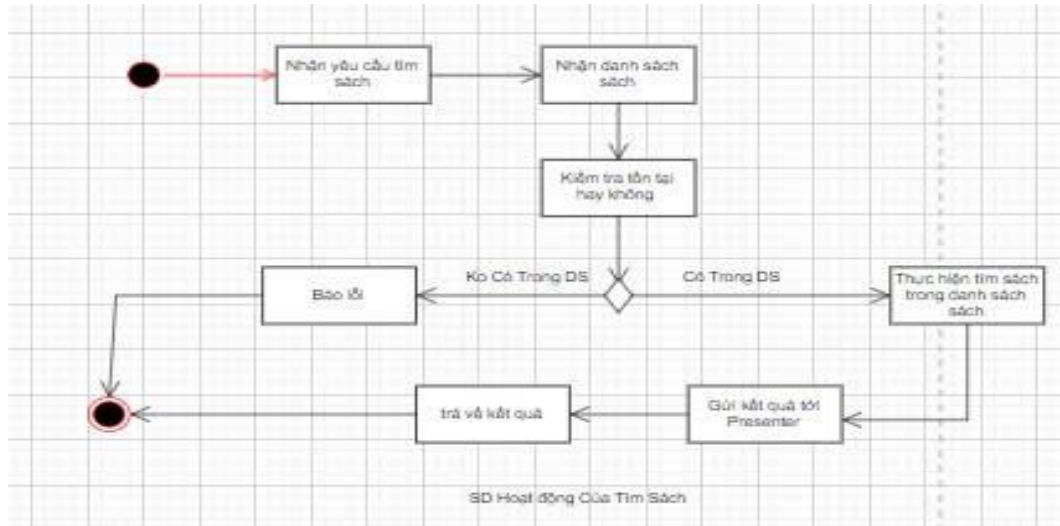 Nhận yêu cầu tìm
sách
Nhận danh sách
sách
Kiểm tra tồn tại
hay không
Ko Có Trong DS
Có Trong DS
Báo lỗi
Thực hiện tìm sách
trong danh sách
sách
trả về kết quả
Gửi kết quả tới
Presenter
SD Hoạt động Của Tìm Sách